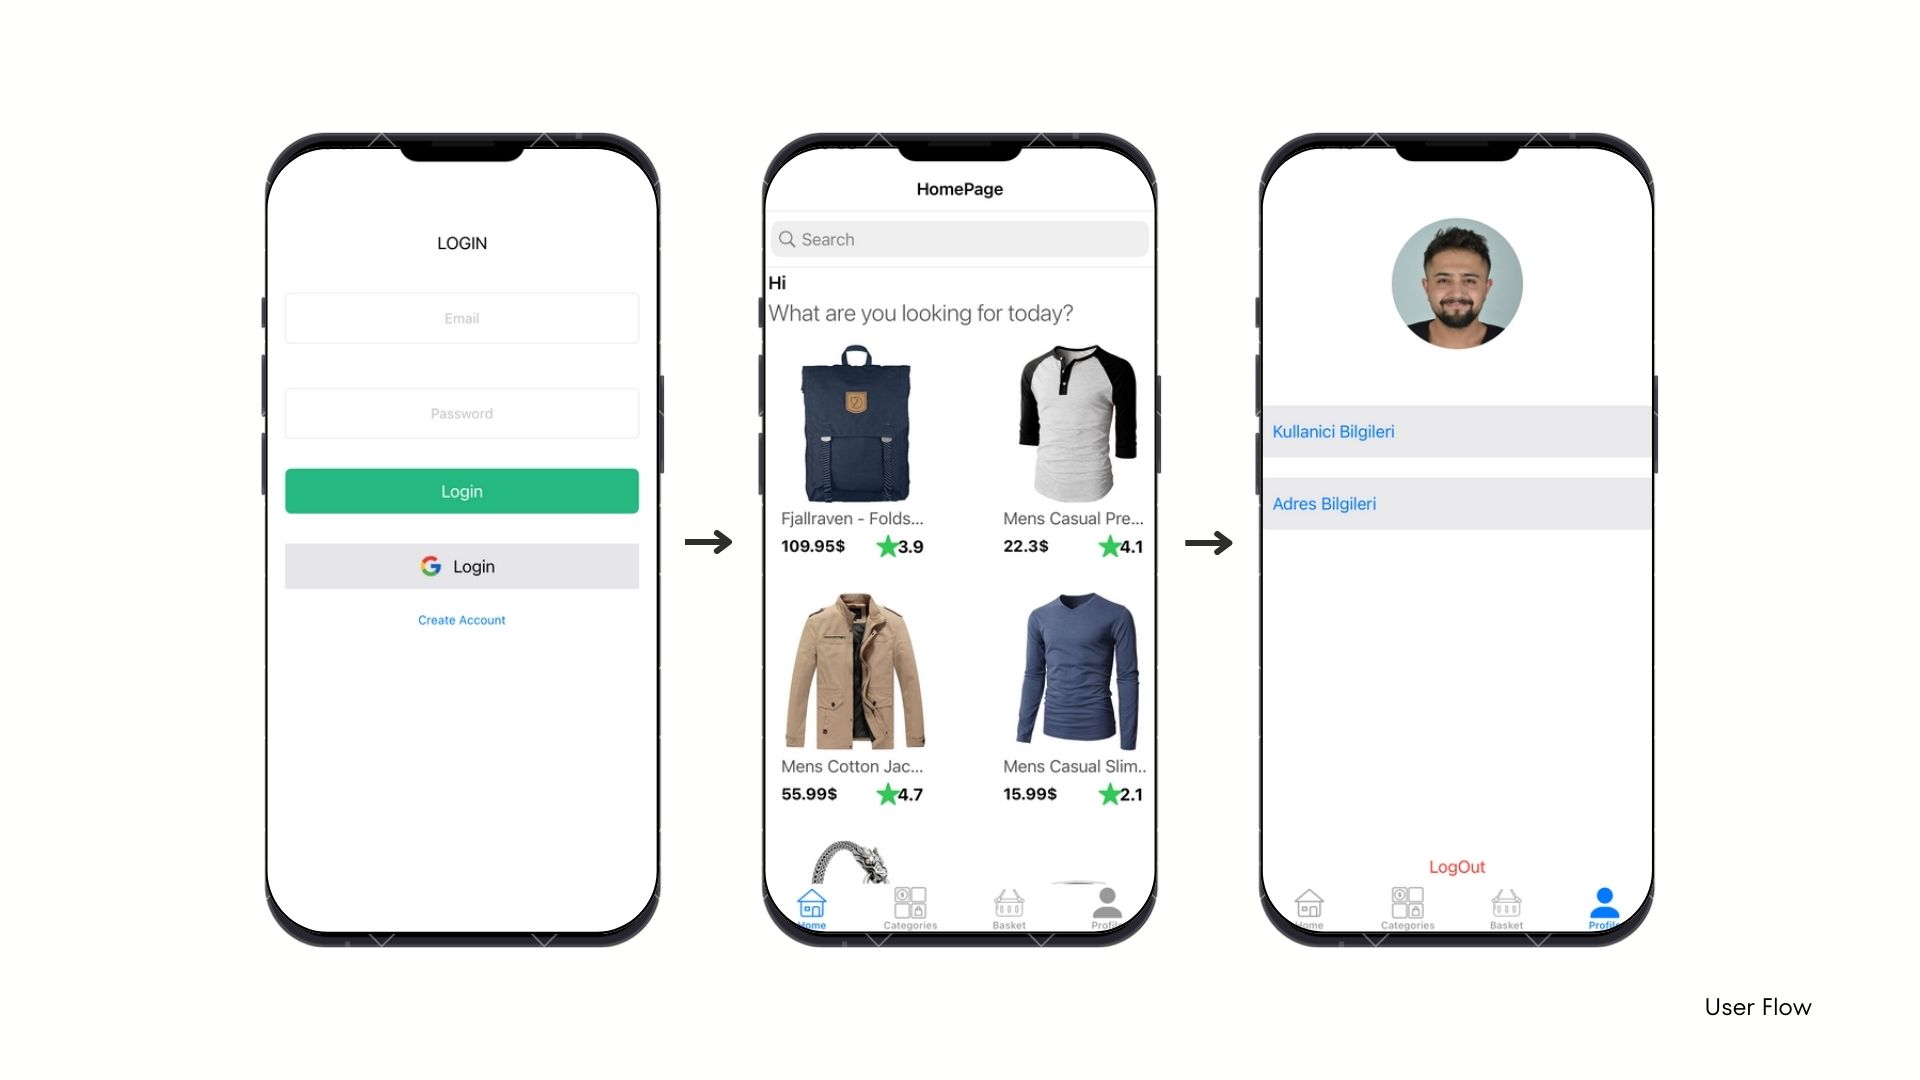 LOGIN
Email
Password
Login
Login
Create Account
HomePage
Search
Hi
What are you looking for today?
Fjallraven - Folds...
109.95$ 3.9
Mens Casual Pre...
22.3$ 4.1
Mens Cotton Jac...
55.99$ 4.7
Mens Casual Slim..
15.99$ 2.1
Home Categories Basket Profile
Kullanici Bilgileri
Adres Bilgileri
LogOut
Home Categories Basket Profile
User Flow